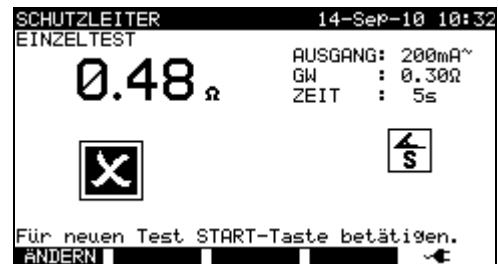 SCHUTZLEITER 14-Sep-10 10:32
EINZELTEST
AUSGANG: 200mA~
0.48 Ω
GW : 0.30Ω
ZEIT : 5s
S
Für neuen Test START-Taste betätigen.
ÄNDERN